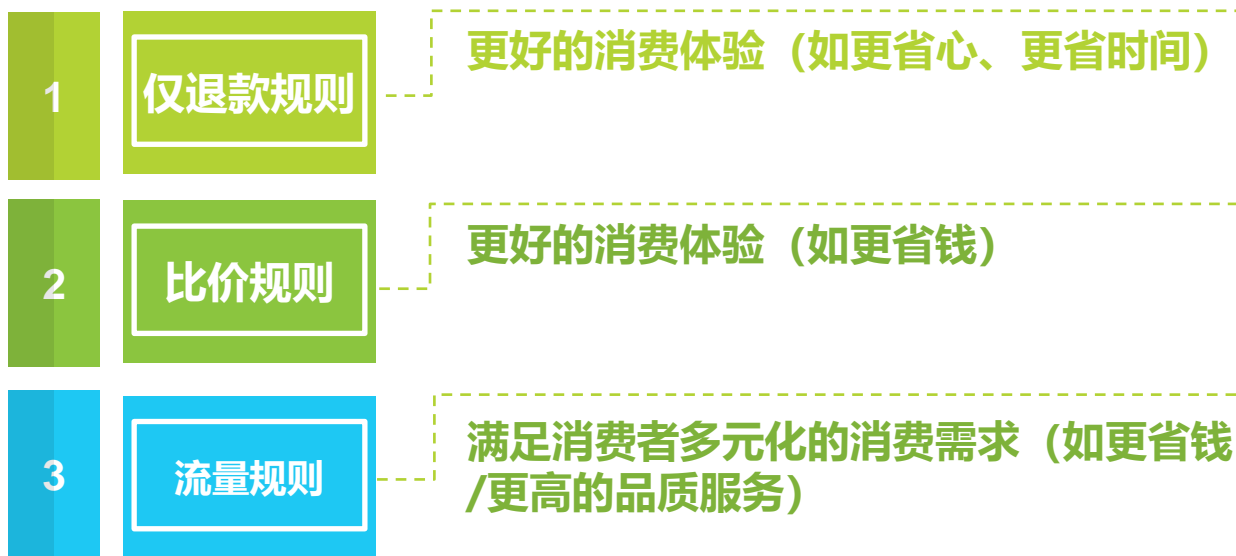 1
仅退款规则
更好的消费体验（如更省心、更省时间）
2
比价规则
更好的消费体验（如更省钱）
3
流量规则
满足消费者多元化的消费需求（如更省钱
/更高的品质服务）